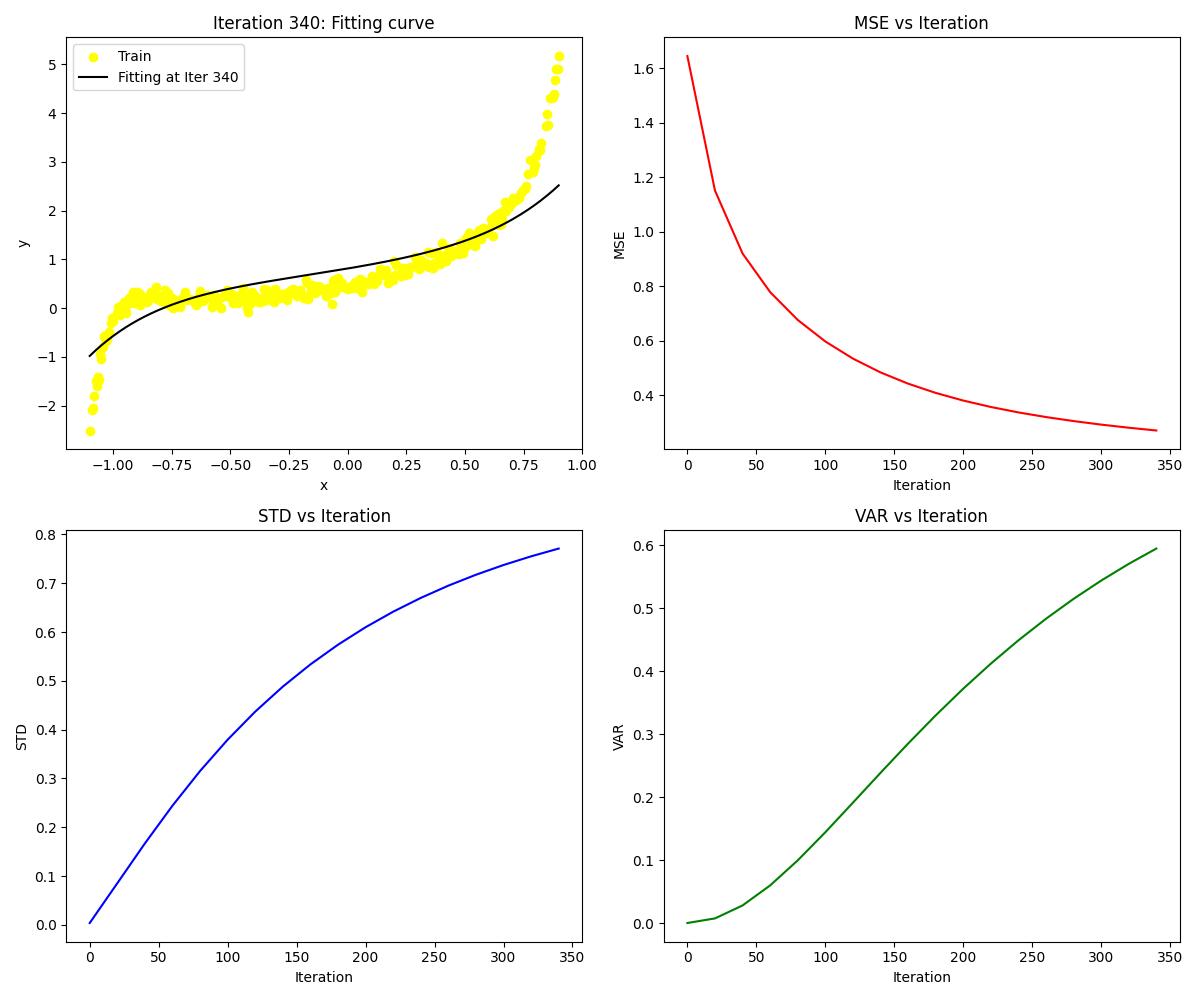 Iteration 340: Fitting curve
Train
Fitting at Iter 340
5
4
3
2
1
0
−1
−2
y
−1.00 −0.75 −0.50 −0.25 0.00 0.25 0.50 0.75 1.00
x
MSE vs Iteration
1.6
1.4
1.2
1.0
0.8
0.6
0.4
MSE
0 50 100 150 200 250 300 350
Iteration
STD vs Iteration
0.8
0.7
0.6
0.5
0.4
0.3
0.2
0.1
0.0
STD
0 50 100 150 200 250 300 350
Iteration
VAR vs Iteration
0.6
0.5
0.4
0.3
0.2
0.1
0.0
VAR
0 50 100 150 200 250 300 350
Iteration